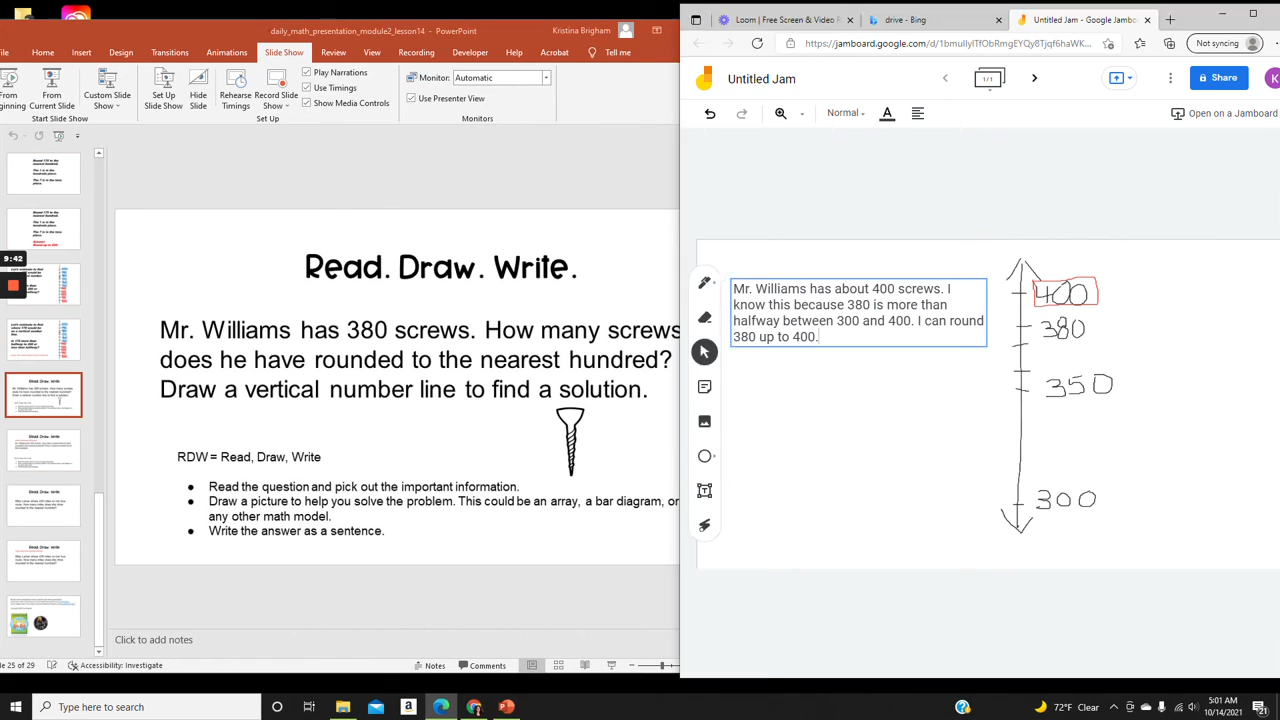 daily_math_presentation_module2_lesson14 - PowerPoint
Kristina Brigham
File Home Insert Design Transitions Animations Slide Show Review View Recording Developer Help Acrobat Tell me
From Current Slide
Custom Slide Show
Set Up Slide Show
Hide Slide
Rehearse Timings
Record Slide Show
Play Narrations
Use Timings
Show Media Controls
Monitor: Automatic
Use Presenter View
Start Slide Show
Set Up
Monitors
9:42
Read. Draw. Write.
Mr. Williams has 380 screws. How many screws
does he have rounded to the nearest hundred?
Draw a vertical number line to find a solution.
RDW = Read, Draw, Write
● Read the question and pick out the important information.
● Draw a picture to help you solve the problem. This could be an array, a bar diagram, or
any other math model.
● Write the answer as a sentence.
Click to add notes
de 25 of 29
Accessibility: Investigate
Notes
Comments
Loom | Free Screen & Video R
drive - Bing
Untitled Jam - Google Jambo
https://jamboard.google.com/d/1bmullyITfObRmgEYQy8Tjqf6haWK...
Not syncing
Untitled Jam
1/1
Share
K
Normal
Open on a Jamboard
Mr. Williams has about 400 screws. I
know this because 380 is more than
halfway between 300 and 400. I can round
380 up to 400.
400
380
350
300
Type here to search
72°F Clear
5:01 AM
10/14/2021
21